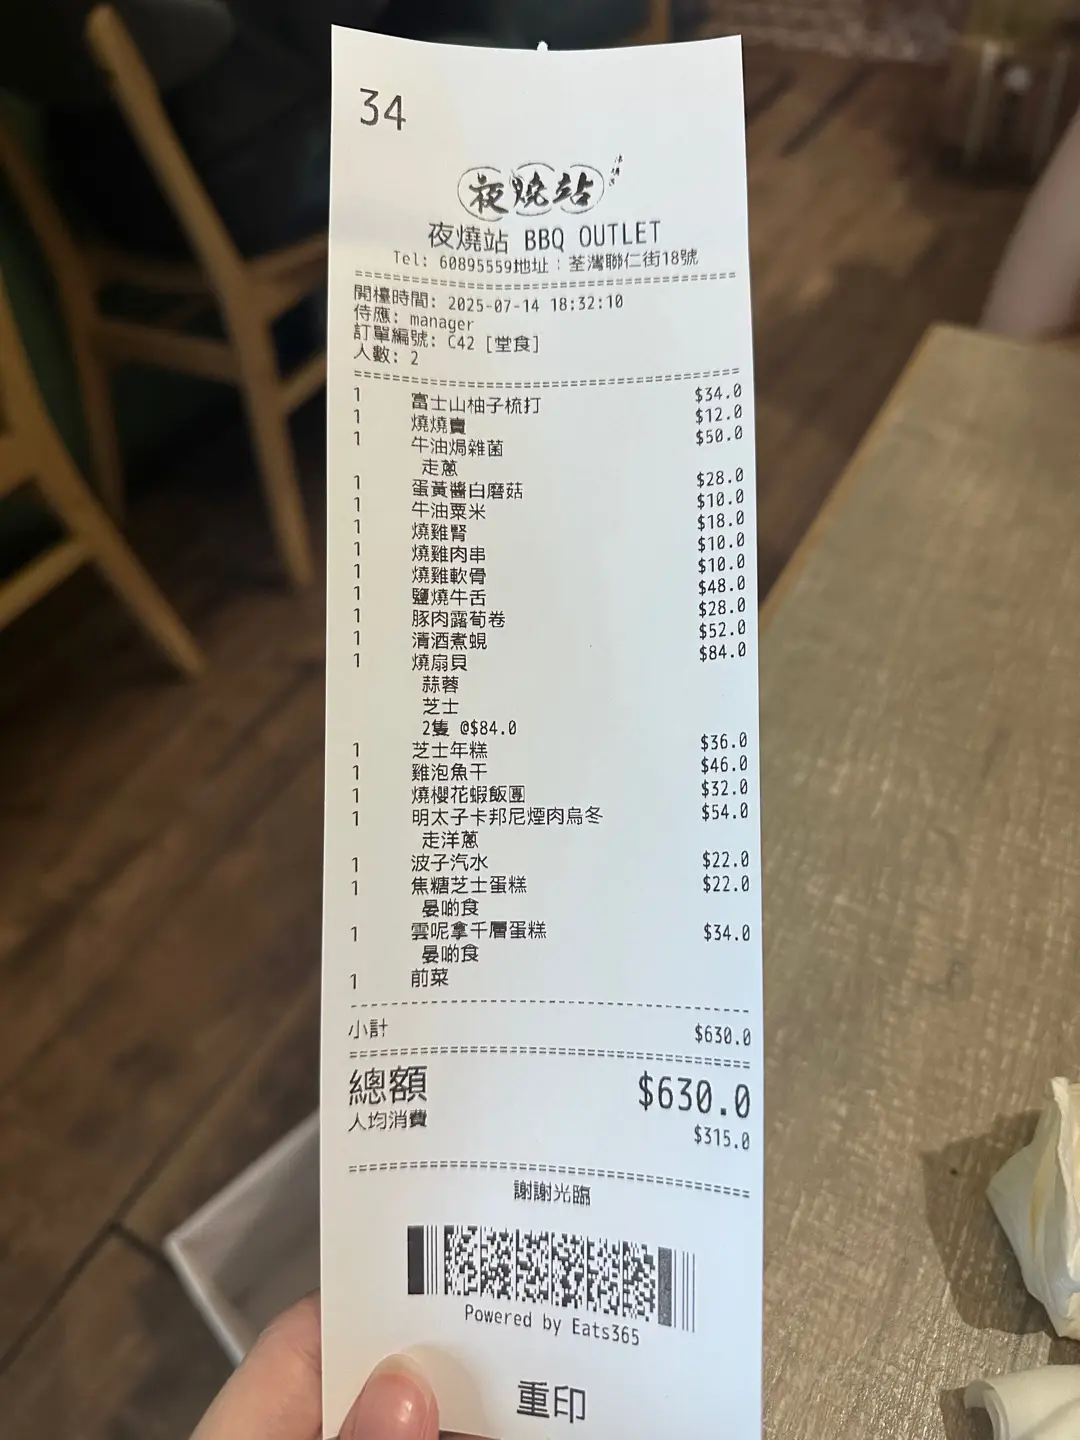 34
夜燒站
夜燒站 BBQ OUTLET
Tel: 60895559地址：荃灣聯仁街18號
開檯時間: 2025-07-14 18:32:10
侍應: manager
訂單編號: C42 [堂食]
人數: 2
1 富士山柚子梳打 $34.0
1 燒燒賣 $12.0
1 牛油焗雜菌 $50.0
走蔥
1 蛋黃醬白磨菇 $28.0
1 牛油粟米 $10.0
1 燒雞腎 $18.0
1 燒雞肉串 $10.0
1 燒雞軟骨 $10.0
1 鹽燒牛舌 $48.0
1 豚肉露荀卷 $28.0
1 清酒煮蜆 $52.0
1 燒扇貝 $84.0
蒜蓉
芝士
2隻 @$84.0
1 芝士年糕 $36.0
1 雞泡魚干 $46.0
1 燒櫻花蝦飯團 $32.0
1 明太子卡邦尼煙肉烏冬 $54.0
走洋蔥
1 波子汽水 $22.0
1 焦糖芝士蛋糕 $22.0
晏啲食
1 雲呢拿千層蛋糕 $34.0
晏啲食
1 前菜
小計 $630.0
總額 $630.0
人均消費 $315.0
謝謝光臨
Powered by Eats365
重印